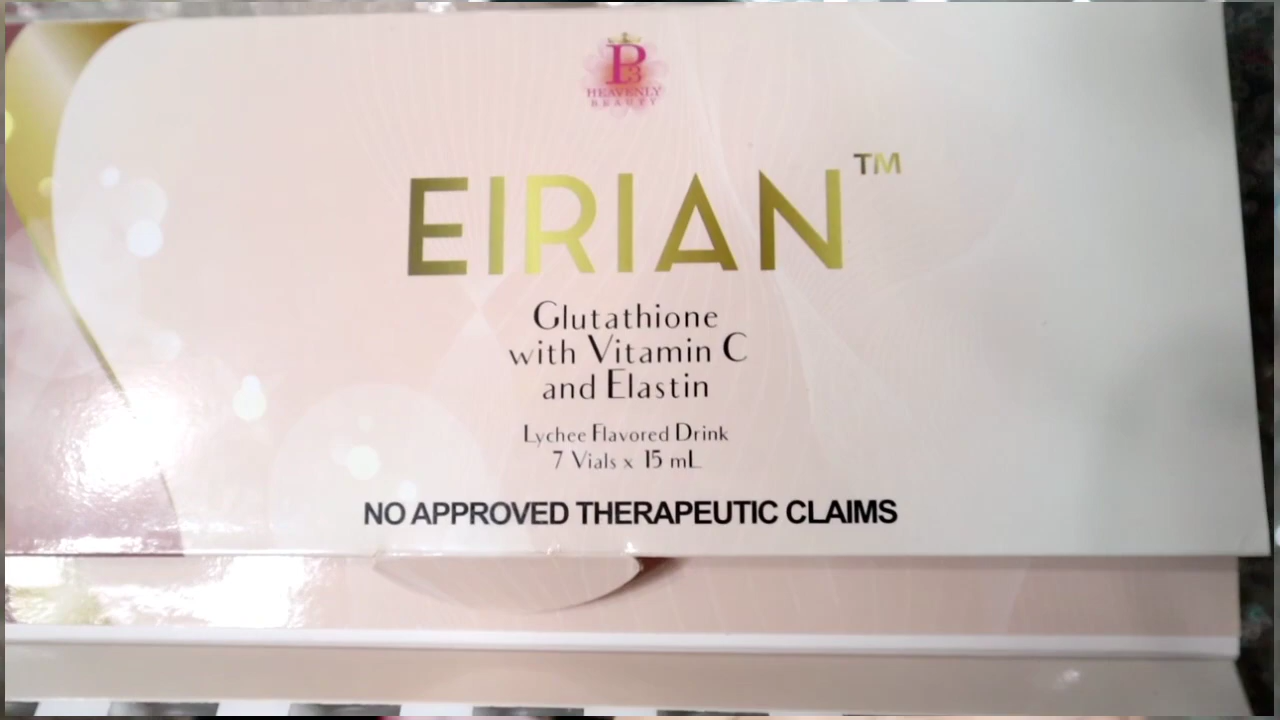 P3
HEAVENLY
BEAUTY
EIRIAN™
Glutathione
with Vitamin C
and Elastin
Lychee Flavored Drink
7 Vials x 15 mL
NO APPROVED THERAPEUTIC CLAIMS